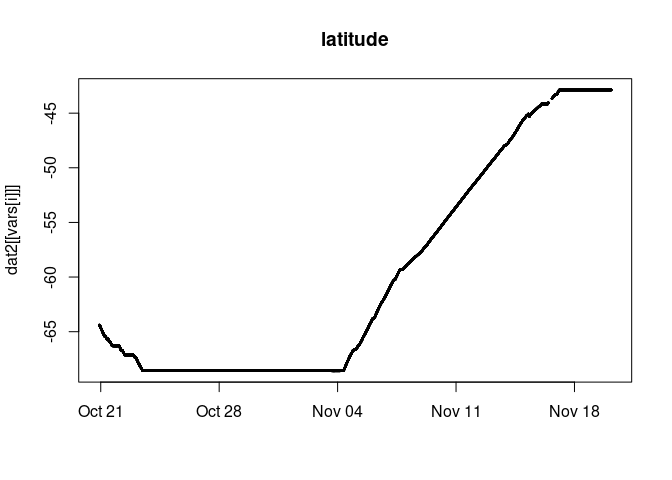 latitude
dat2[[vars[i]]]
-45
-50
-55
-60
-65
Oct 21
Oct 28
Nov 04
Nov 11
Nov 18